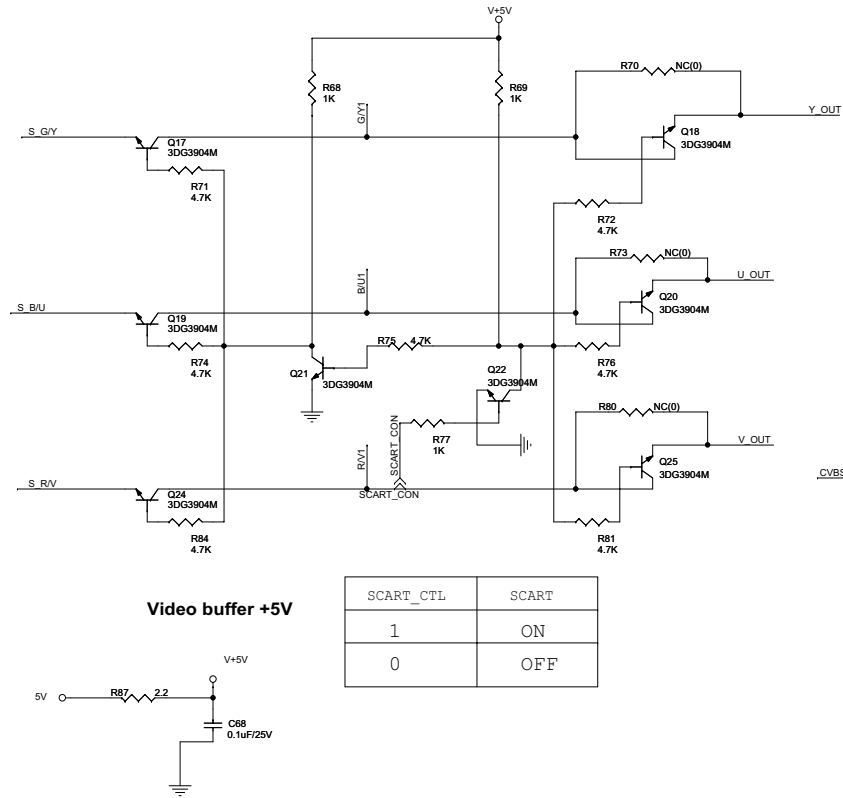 V+5V
R70 NC(0)
R68
1K
R69
1K
G/Y1
Y_OUT
S_G/Y
Q17
3DG3904M
Q18
3DG3904M
R71
4.7K
R72
4.7K
R73 NC(0)
B/U1
U_OUT
S_B/U
Q19
3DG3904M
Q20
3DG3904M
R75 4.7K
R74
4.7K
Q21
3DG3904M
Q22
3DG3904M
R76
4.7K
R80 NC(0)
R77
1K
SCART_CON
R/V1
V_OUT
S_R/V
Q24
3DG3904M
SCART_CON
Q25
3DG3904M
CVBS
R84
4.7K
R81
4.7K
Video buffer +5V
SCART_CTL SCART
1 ON
0 OFF
V+5V
5V R87 2.2
C68
0.1uF/25V